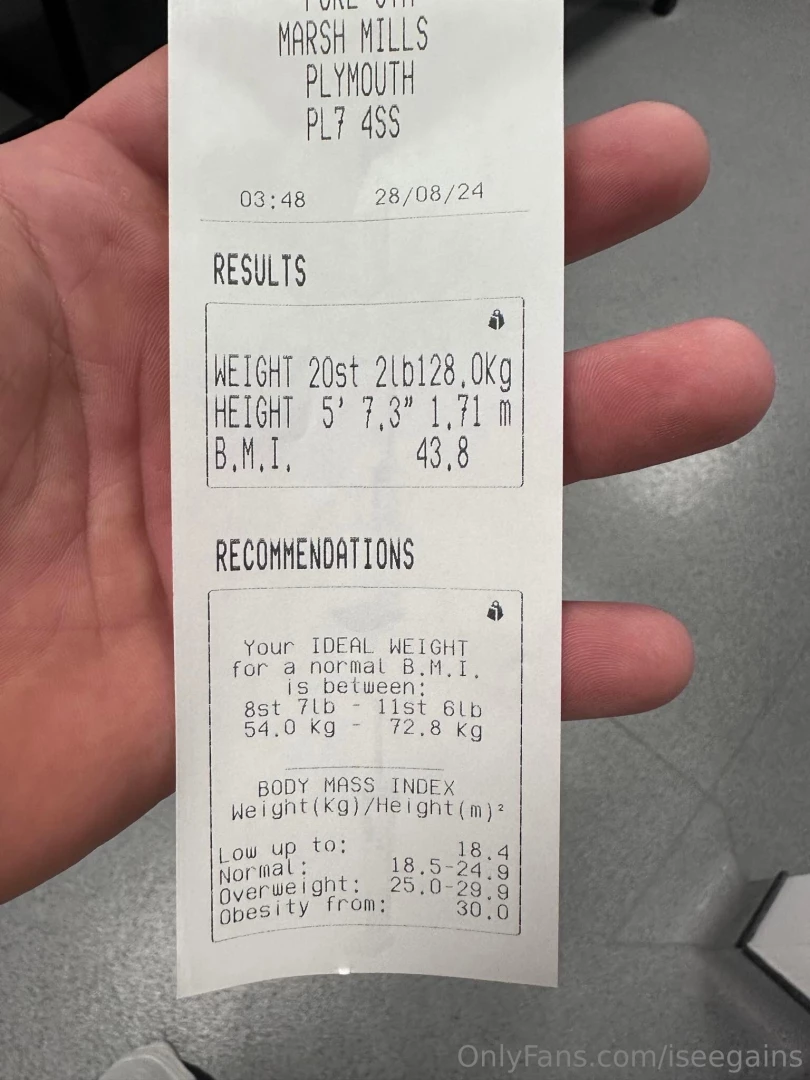 PURE GYM
MARSH MILLS
PLYMOUTH
PL7 4SS
03:48 28/08/24
RESULTS
WEIGHT 20st 2lb128.0Kg
HEIGHT 5' 7.3" 1.71 m
B.M.I. 43.8
RECOMMENDATIONS
Your IDEAL WEIGHT
for a normal B.M.I.
is between:
8st 7lb - 11st 6lb
54.0 Kg - 72.8 Kg
BODY MASS INDEX
Weight(Kg)/Height(m)²
Low up to: 18.4
Normal: 18.5-24.9
Overweight: 25.0-29.9
Obesity from: 30.0
OnlyFans.com/iseegains